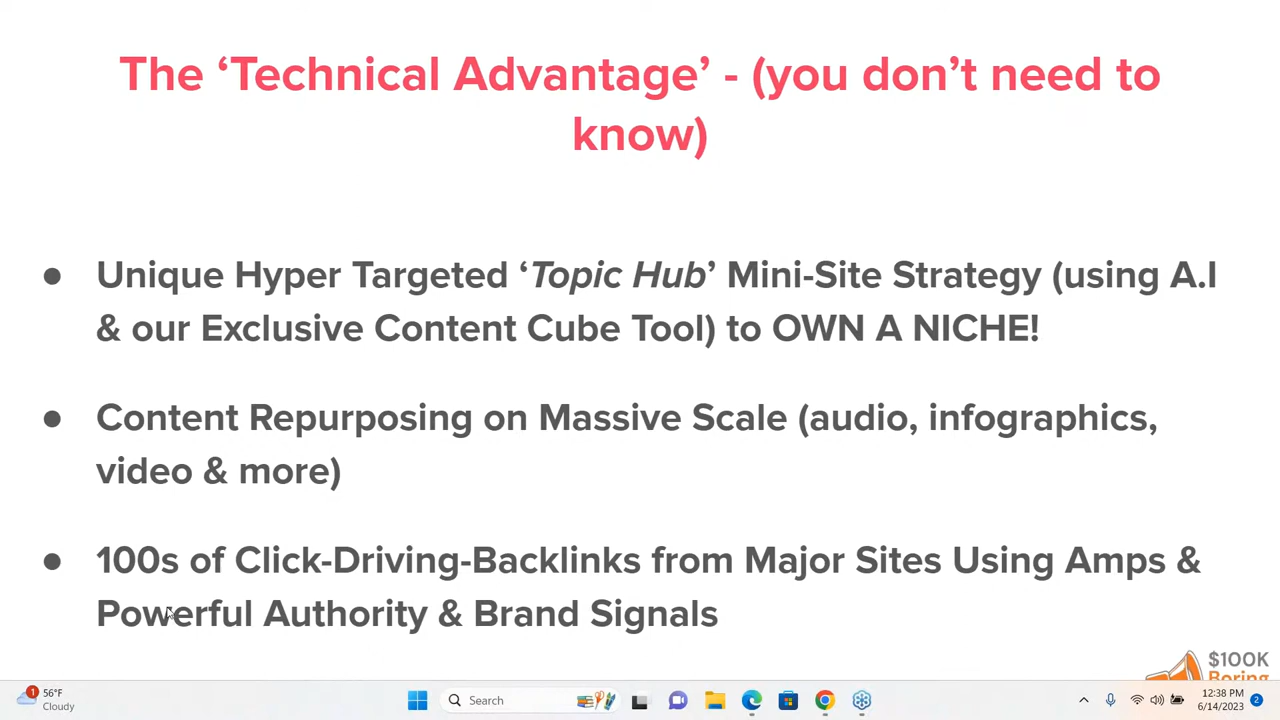 The ‘Technical Advantage’ - (you don’t need to
know)
● Unique Hyper Targeted ‘Topic Hub’ Mini-Site Strategy (using A.I
& our Exclusive Content Cube Tool) to OWN A NICHE!
● Content Repurposing on Massive Scale (audio, infographics,
video & more)
● 100s of Click-Driving-Backlinks from Major Sites Using Amps &
Powerful Authority & Brand Signals
$100K
Boring
1
56°F
Cloudy
Search
12:38 PM
6/14/2023
2